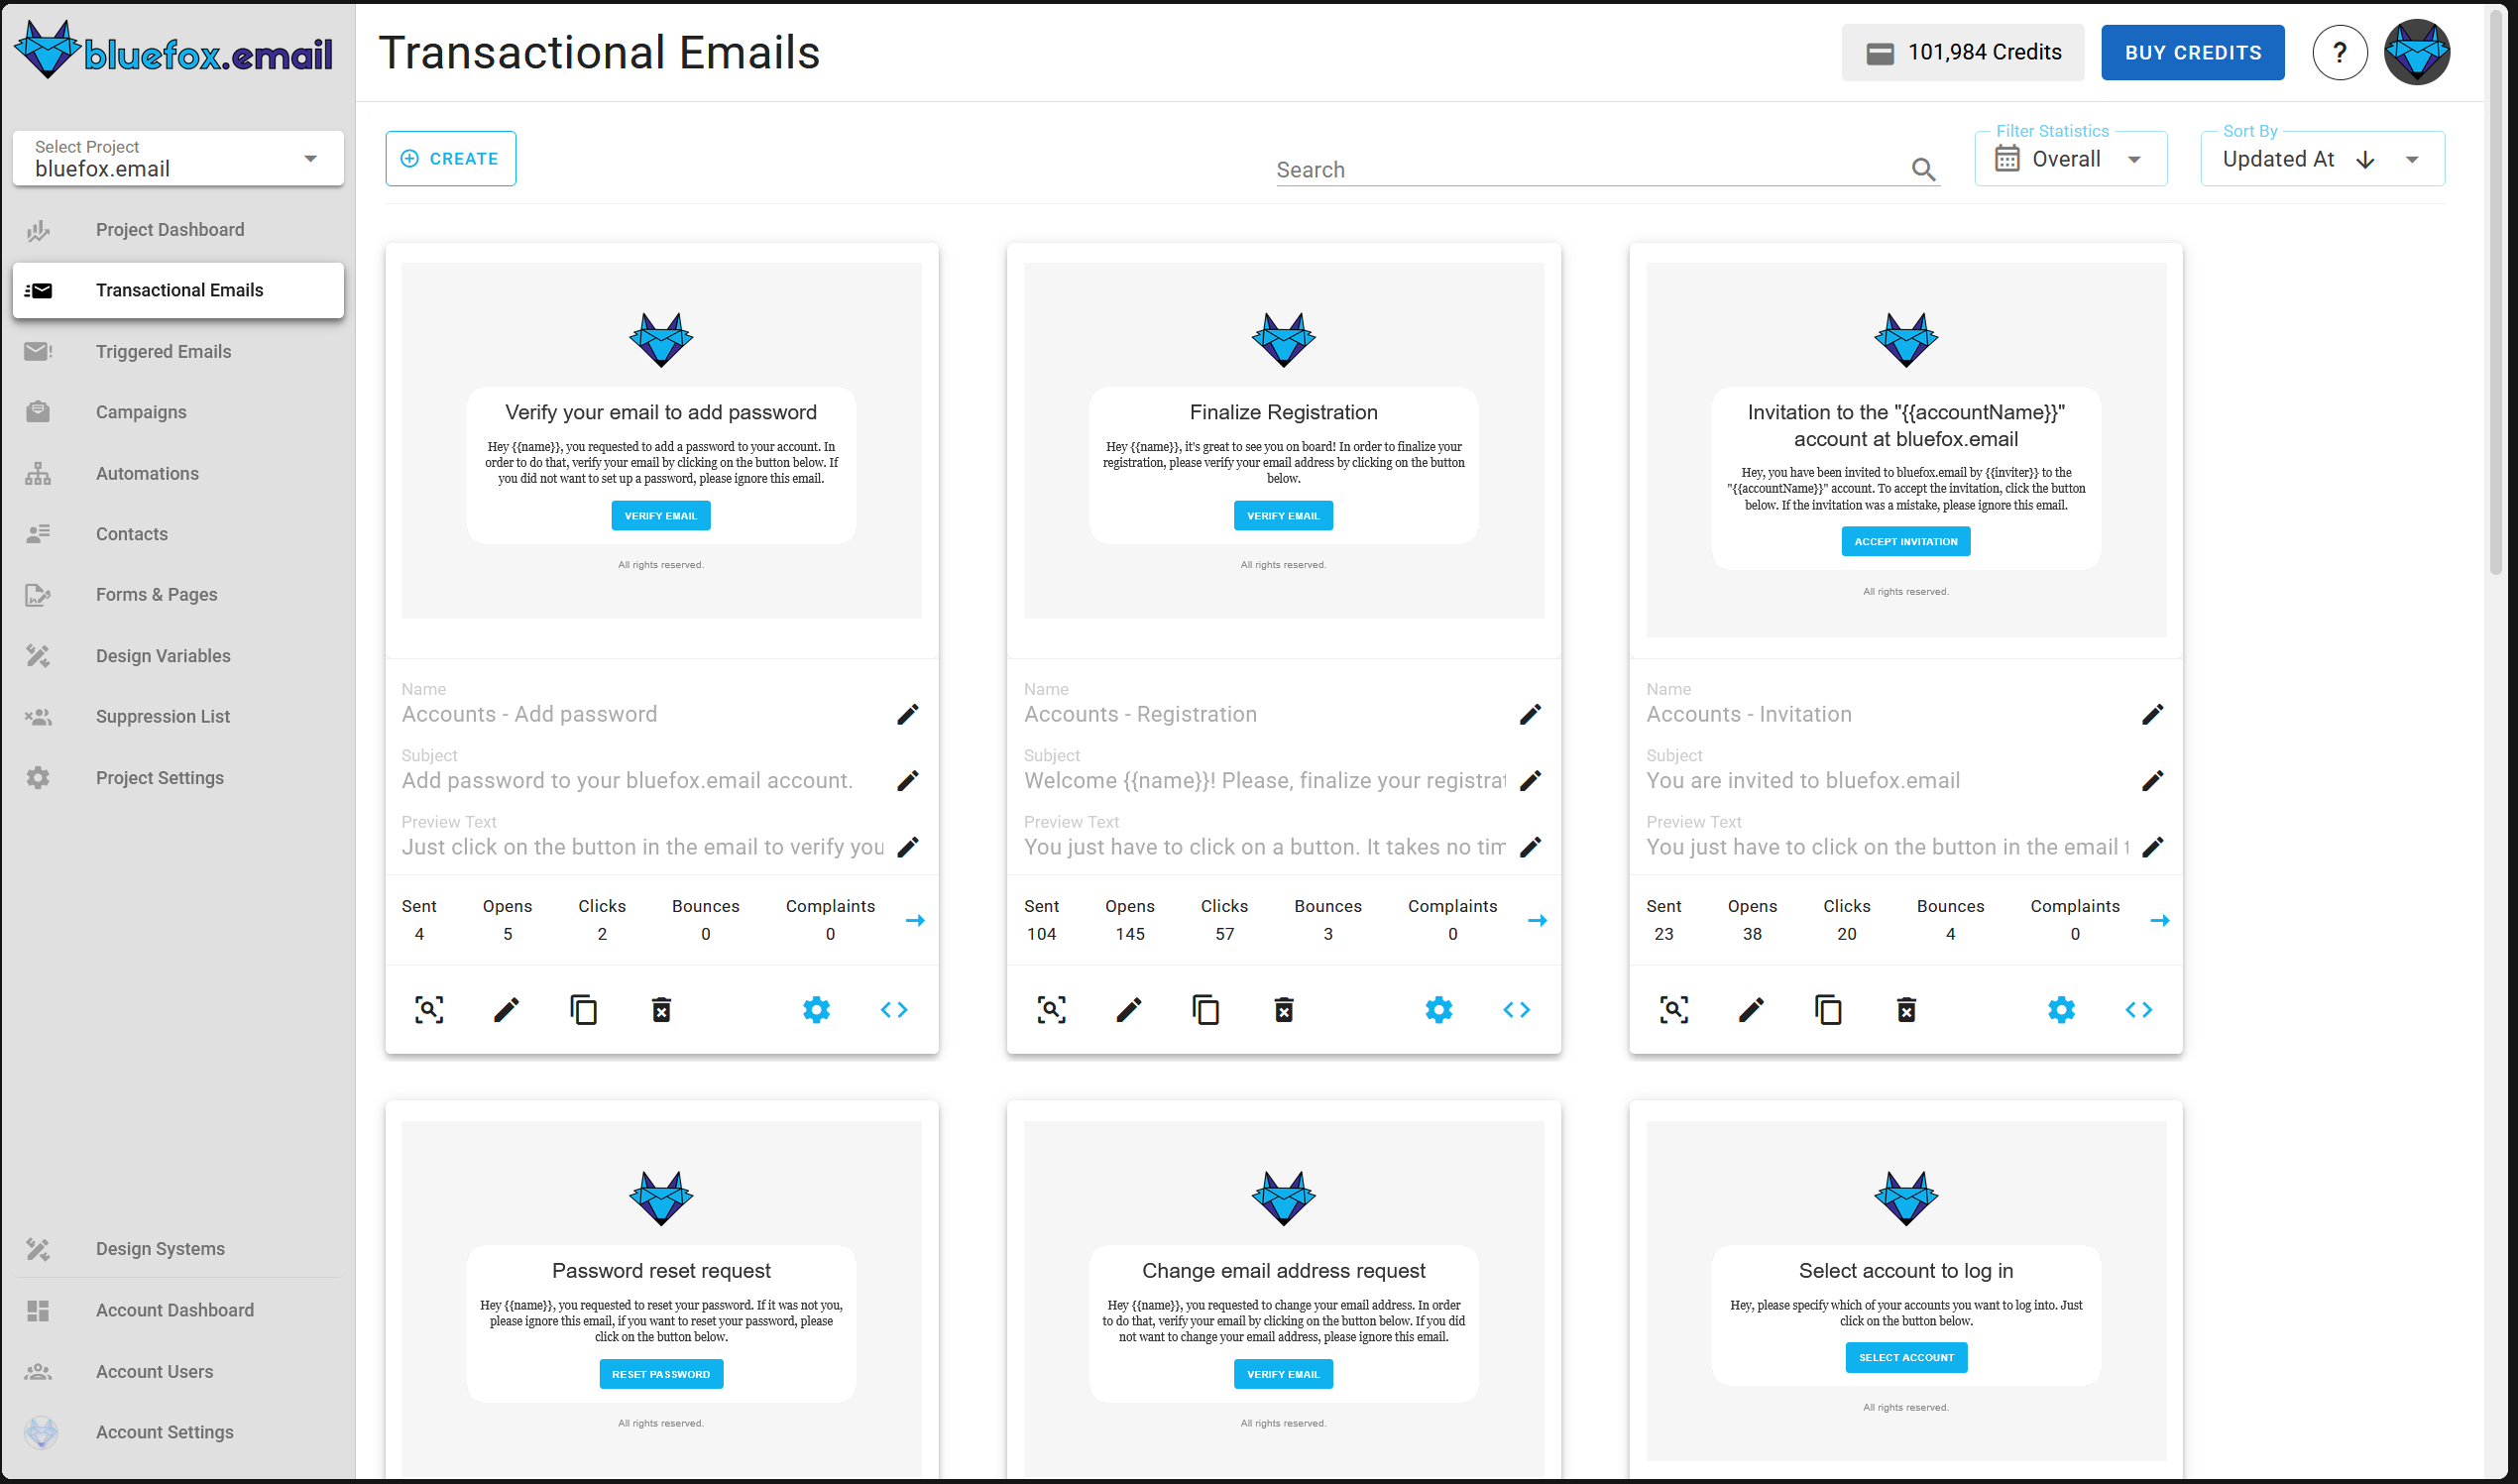 bluefox.email
Transactional Emails
101,984 Credits
BUY CREDITS
?
Select Project
bluefox.email
Project Dashboard
Transactional Emails
Triggered Emails
Campaigns
Automations
Contacts
Forms & Pages
Design Variables
Suppression List
Project Settings
Design Systems
Account Dashboard
Account Users
Account Settings
CREATE
Search
Filter Statistics
Overall
Sort By
Updated At
Verify your email to add password
Hey {{name}}, you requested to add a password to your account. In
order to do that, verify your email by clicking on the button below. If
you did not want to set up a password, please ignore this email.
VERIFY EMAIL
All rights reserved.
Name
Accounts - Add password
Subject
Add password to your bluefox.email account.
Preview Text
Just click on the button in the email to verify you
Sent Opens Clicks Bounces Complaints
4 5 2 0 0
Finalize Registration
Hey {{name}}, it's great to see you on board! In order to finalize your
registration, please verify your email address by clicking on the button
below.
VERIFY EMAIL
All rights reserved.
Name
Accounts - Registration
Subject
Welcome {{name}}! Please, finalize your registrat
Preview Text
You just have to click on a button. It takes no tim
Sent Opens Clicks Bounces Complaints
104 145 57 3 0
Invitation to the "{{accountName}}"
account at bluefox.email
Hey, you have been invited to bluefox.email by {{inviter}} to the
"{{accountName}}" account. To accept the invitation, click the button
below. If the invitation was a mistake, please ignore this email.
ACCEPT INVITATION
All rights reserved.
Name
Accounts - Invitation
Subject
You are invited to bluefox.email
Preview Text
You just have to click on the button in the email t
Sent Opens Clicks Bounces Complaints
23 38 20 4 0
Password reset request
Hey {{name}}, you requested to reset your password. If it was not you,
please ignore this email, if you want to reset your password, please
click on the button below.
RESET PASSWORD
All rights reserved.
Change email address request
Hey {{name}}, you requested to change your email address. In order
to do that, verify your email by clicking on the button below. If you did
not want to change your email address, please ignore this email.
VERIFY EMAIL
All rights reserved.
Select account to log in
Hey, please specify which of your accounts you want to log into. Just
click on the button below.
SELECT ACCOUNT
All rights reserved.